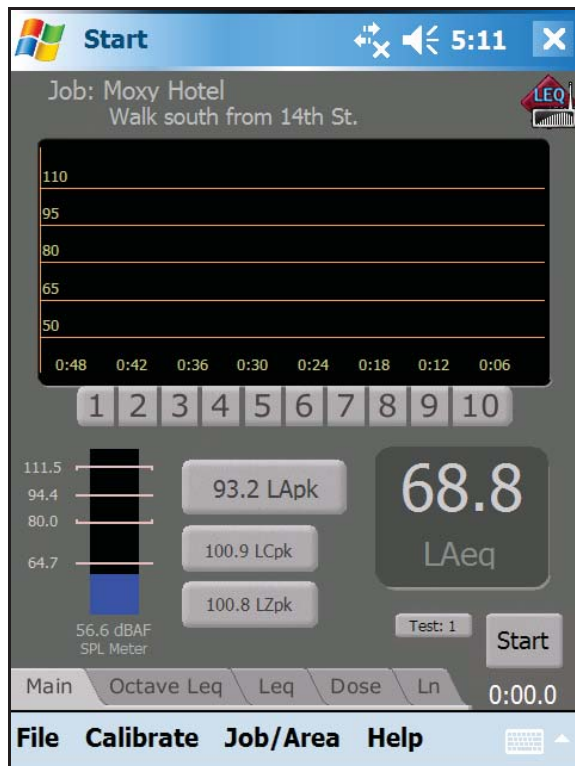 Start 5:11
Job: Moxy Hotel
Walk south from 14th St.
LEQ
110
95
80
65
50
0:48 0:42 0:36 0:30 0:24 0:18 0:12 0:06
1 2 3 4 5 6 7 8 9 10
111.5
94.4
80.0
64.7
56.6 dBAF
SPL Meter
93.2 LApk
100.9 LCpk
100.8 LZpk
68.8
LAeq
Test: 1
Start
Main Octave Leq Leq Dose Ln
0:00.0
File Calibrate Job/Area Help